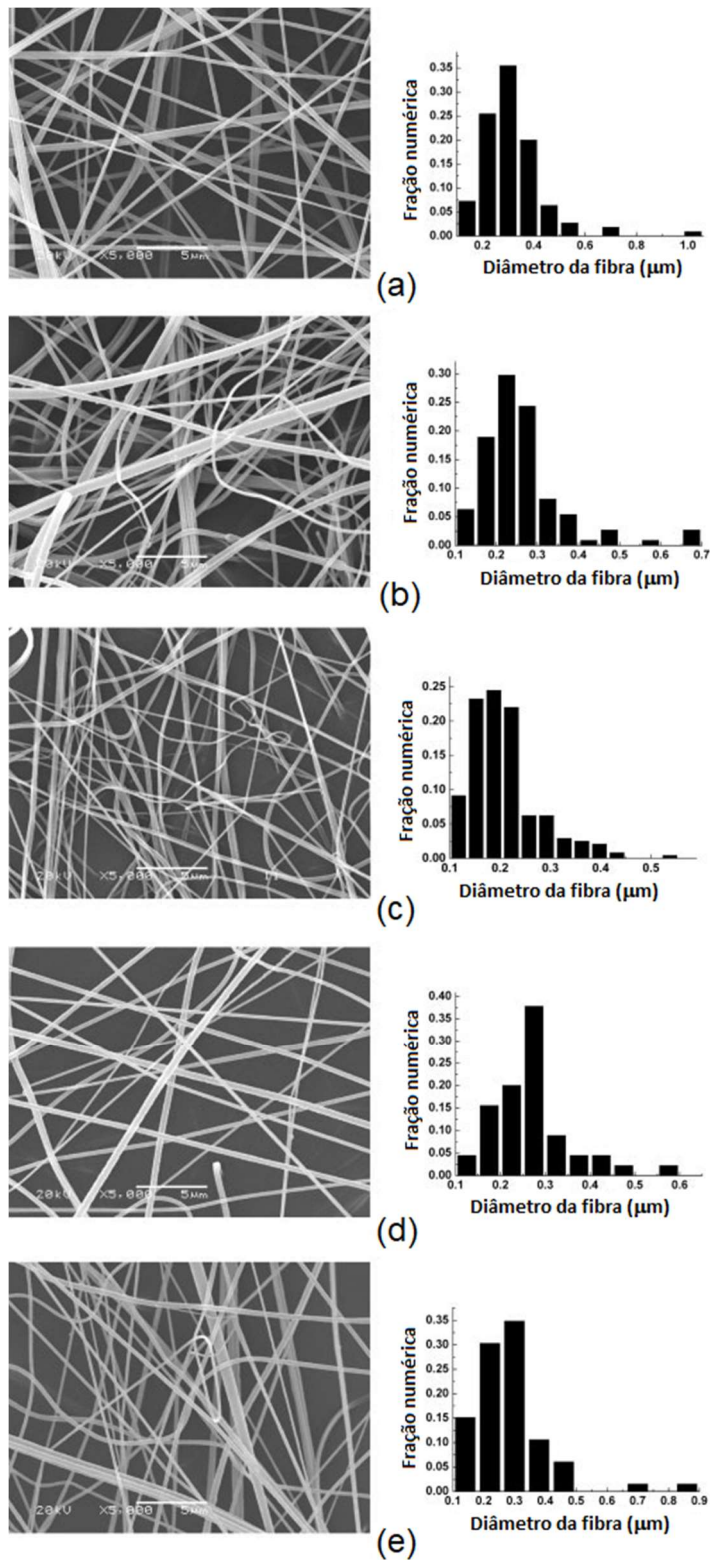 0.35
0.30
0.25
0.20
0.15
0.10
0.05
0.00
Fração numérica
0.2 0.4 0.6 0.8 1.0
Diâmetro da fibra (μm)
20kV X5,000 5μm
(a)
0.30
0.25
0.20
0.15
0.10
0.05
0.00
Fração numérica
0.1 0.2 0.3 0.4 0.5 0.6 0.7
Diâmetro da fibra (μm)
20kV X5,000 5μm
(b)
0.25
0.20
0.15
0.10
0.05
0.00
Fração numérica
0.1 0.2 0.3 0.4 0.5
Diâmetro da fibra (μm)
20kV X5,000 5μm
(c)
0.40
0.35
0.30
0.25
0.20
0.15
0.10
0.05
0.00
Fração numérica
0.1 0.2 0.3 0.4 0.5 0.6
Diâmetro da fibra (μm)
20kV X5,000 5μm
(d)
0.35
0.30
0.25
0.20
0.15
0.10
0.05
0.00
Fração numérica
0.1 0.2 0.3 0.4 0.5 0.6 0.7 0.8 0.9
Diâmetro da fibra (μm)
20kV X5,000 5μm
(e)